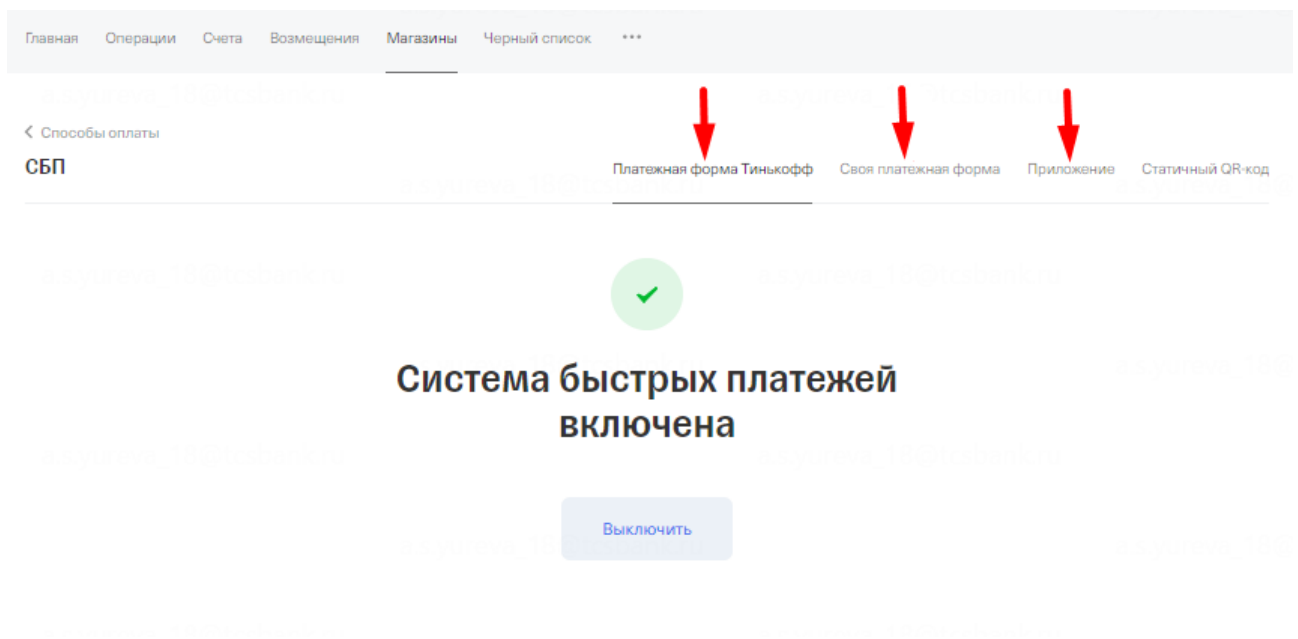 Главная Операции Счета Возмещения Магазины Черный список ...
Способы оплаты
СБП
Платежная форма Тинькофф Своя платежная форма Приложение Статичный QR-код
Система быстрых платежей
включена
Выключить